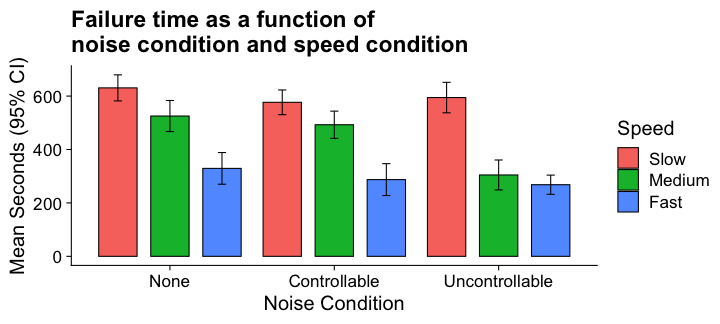 Failure time as a function of
noise condition and speed condition
Mean Seconds (95% CI)
600
400
200
0
None Controllable Uncontrollable
Noise Condition
Speed
Slow
Medium
Fast